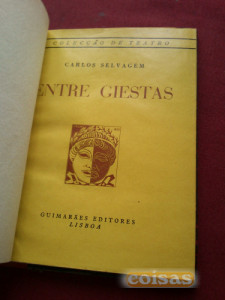 COLECÇÃO DE TEATRO
CARLOS SELVAGEM
ENTRE GIESTAS
GUIMARÃES EDITORES
LISBOA
coisas